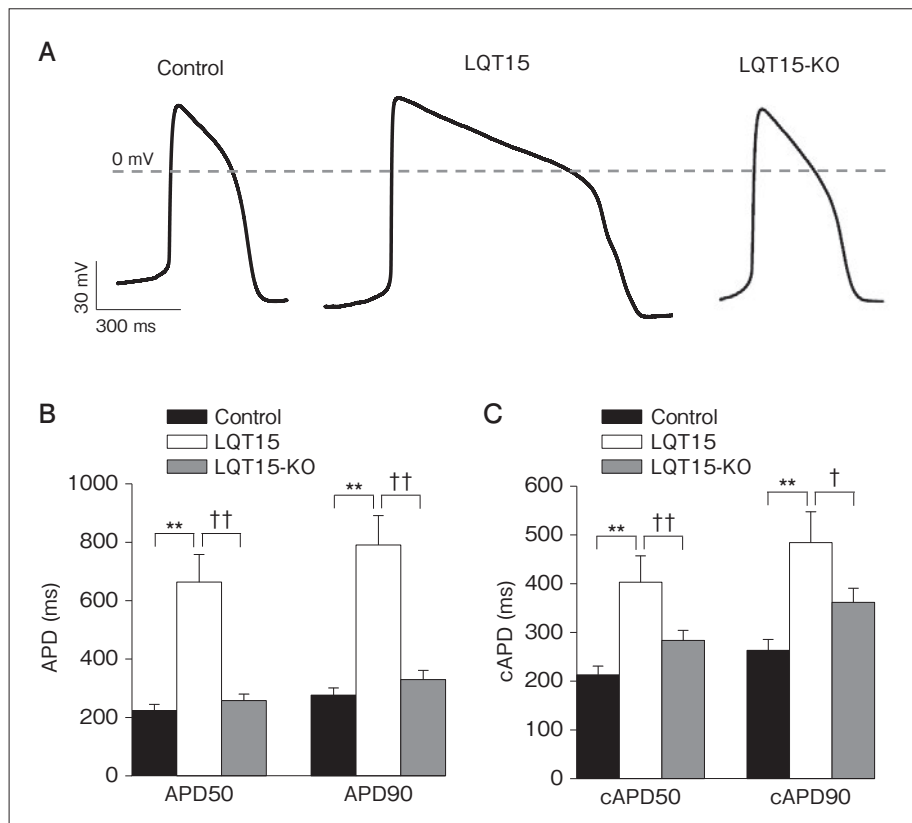 A
Control
LQT15
LQT15-KO
0 mV
30 mV
300 ms
B
Control
LQT15
LQT15-KO
1000
800
600
400
200
0
APD (ms)
**
††
**
††
APD50
APD90
C
Control
LQT15
LQT15-KO
600
500
400
300
200
100
0
cAPD (ms)
**
††
**
†
cAPD50
cAPD90